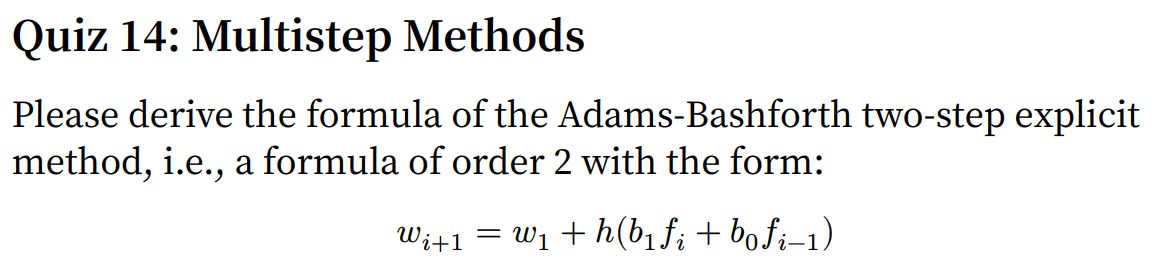 Quiz 14: Multistep Methods
Please derive the formula of the Adams-Bashforth two-step explicit
method, i.e., a formula of order 2 with the form:
w_{i+1} = w_1 + h(b_1 f_i + b_0 f_{i-1})